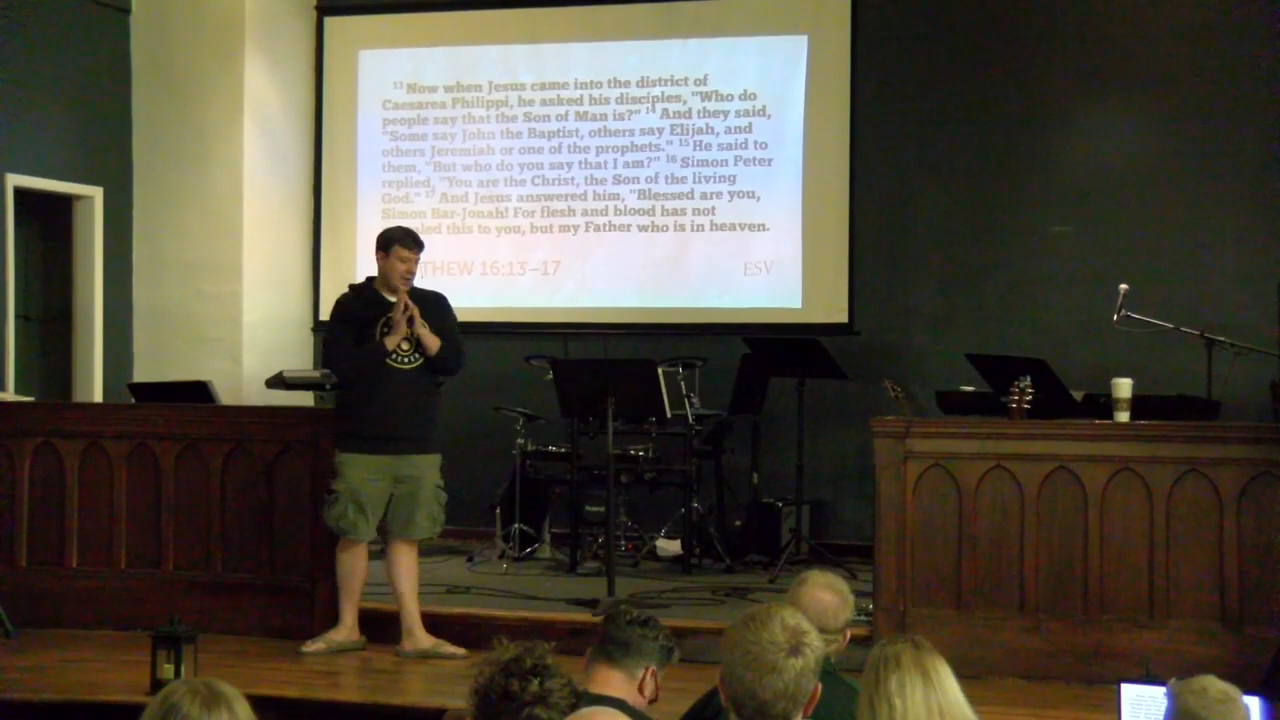 13 Now when Jesus came into the district of
Caesarea Philippi, he asked his disciples, "Who do
people say that the Son of Man is?" 14 And they said,
"Some say John the Baptist, others say Elijah, and
others Jeremiah or one of the prophets." 15 He said to
them, "But who do you say that I am?" 16 Simon Peter
replied, "You are the Christ, the Son of the living
God." 17 And Jesus answered him, "Blessed are you,
Simon Bar-Jonah! For flesh and blood has not
aled this to you, but my Father who is in heaven.
THEW 16:13–17
ESV